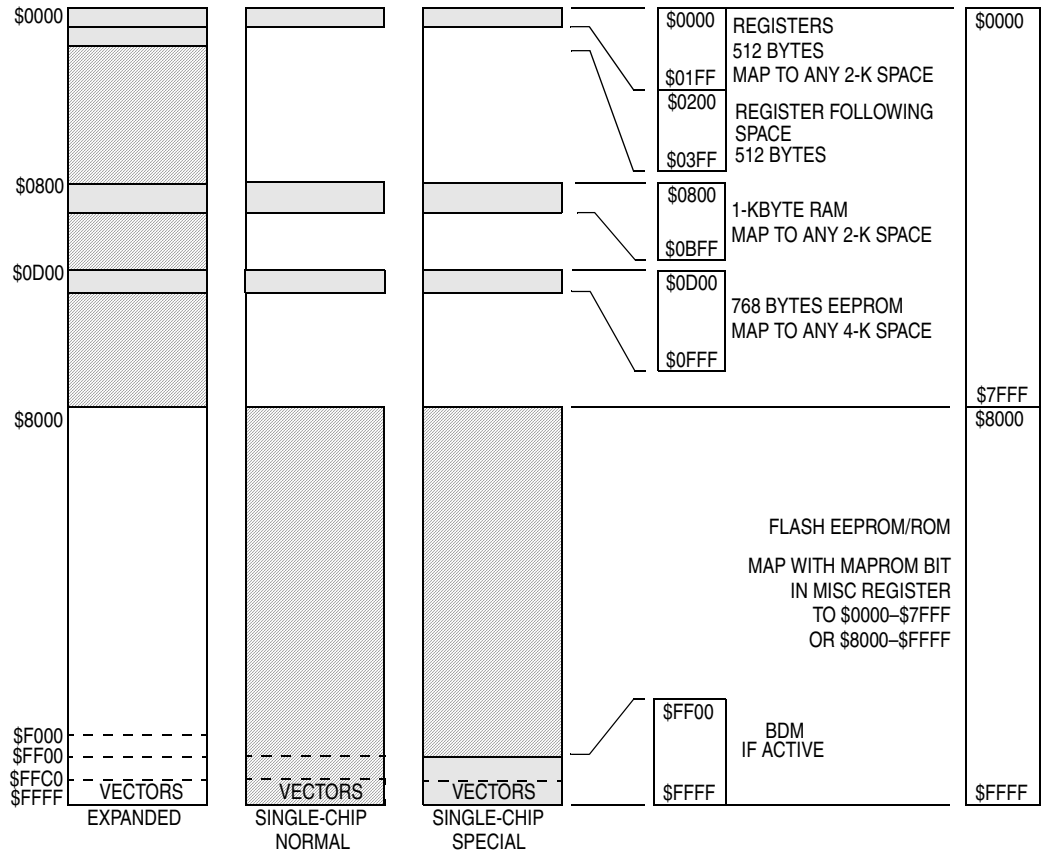 $0000
$0800
$0D00
$8000
$F000
$FF00
$FFC0
$FFFF
VECTORS
EXPANDED
VECTORS
SINGLE-CHIP
NORMAL
VECTORS
SINGLE-CHIP
SPECIAL
$0000
$01FF
REGISTERS
512 BYTES
MAP TO ANY 2-K SPACE
$0200
$03FF
REGISTER FOLLOWING
SPACE
512 BYTES
$0800
$0BFF
1-KBYTE RAM
MAP TO ANY 2-K SPACE
$0D00
$0FFF
768 BYTES EEPROM
MAP TO ANY 4-K SPACE
FLASH EEPROM/ROM
MAP WITH MAPROM BIT
IN MISC REGISTER
TO $0000–$7FFF
OR $8000–$FFFF
$FF00
$FFFF
BDM
IF ACTIVE
$0000
$7FFF
$8000
$FFFF